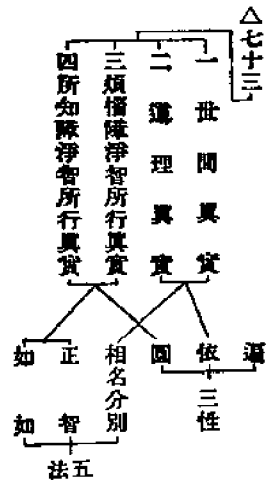 △七十三
一世間眞實
二道理眞實
三煩惱障淨智所行眞實
四所知障淨智所行眞實
遍
依
圓
三性
相名分別
正智
如如
五法